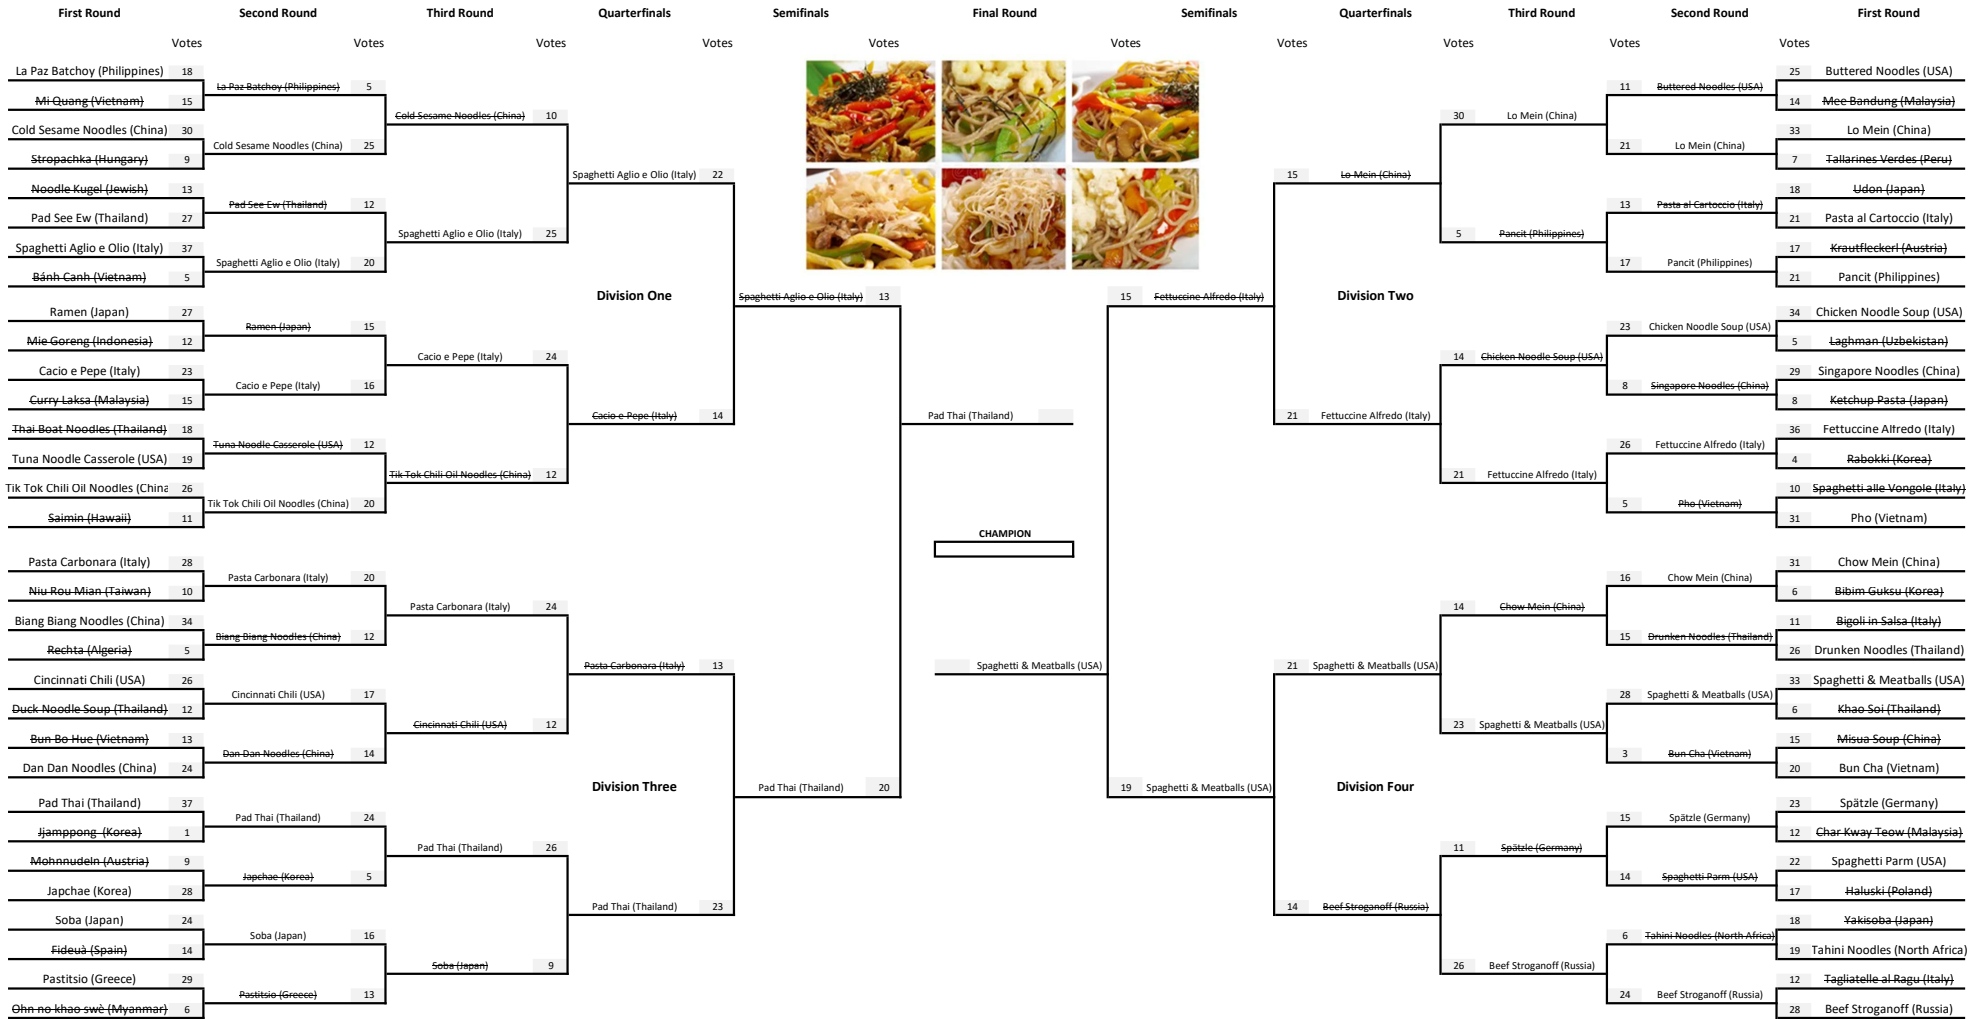 First Round Second Round Third Round Quarterfinals Semifinals Final Round Semifinals Quarterfinals Third Round Second Round First Round
Votes Votes Votes Votes Votes Votes Votes Votes Votes Votes
La Paz Batchoy (Philippines) 18
Mi Quang (Vietnam) 15
Cold Sesame Noodles (China) 30
Stropachka (Hungary) 9
Noodle Kugel (Jewish) 13
Pad See Ew (Thailand) 27
Spaghetti Aglio e Olio (Italy) 37
Bánh Canh (Vietnam) 5
Ramen (Japan) 27
Mie Goreng (Indonesia) 12
Cacio e Pepe (Italy) 23
Curry Laksa (Malaysia) 15
Thai Boat Noodles (Thailand) 18
Tuna Noodle Casserole (USA) 19
Tik Tok Chili Oil Noodles (China 26
Saimin (Hawaii) 11
Pasta Carbonara (Italy) 28
Niu Rou Mian (Taiwan) 10
Biang Biang Noodles (China) 34
Rechta (Algeria) 5
Cincinnati Chili (USA) 26
Duck Noodle Soup (Thailand) 12
Bun Bo Hue (Vietnam) 13
Dan Dan Noodles (China) 24
Pad Thai (Thailand) 37
Jjamppong (Korea) 1
Mohnnudeln (Austria) 9
Japchae (Korea) 28
Soba (Japan) 24
Fideuà (Spain) 14
Pastitsio (Greece) 29
Ohn no khao swè (Myanmar) 6
La Paz Batchoy (Philippines) 5
Cold Sesame Noodles (China) 25
Pad See Ew (Thailand) 12
Spaghetti Aglio e Olio (Italy) 20
Ramen (Japan) 15
Cacio e Pepe (Italy) 16
Tuna Noodle Casserole (USA) 12
Tik Tok Chili Oil Noodles (China) 20
Pasta Carbonara (Italy) 20
Biang Biang Noodles (China) 12
Cincinnati Chili (USA) 17
Dan Dan Noodles (China) 14
Pad Thai (Thailand) 24
Japchae (Korea) 5
Soba (Japan) 16
Pastitsio (Greece) 13
Cold Sesame Noodles (China) 10
Spaghetti Aglio e Olio (Italy) 25
Cacio e Pepe (Italy) 24
Tik Tok Chili Oil Noodles (China) 12
Pasta Carbonara (Italy) 24
Cincinnati Chili (USA) 12
Pad Thai (Thailand) 26
Soba (Japan) 9
Spaghetti Aglio e Olio (Italy) 22
Division One
Cacio e Pepe (Italy) 14
Pasta Carbonara (Italy) 13
Division Three
Pad Thai (Thailand) 23
Spaghetti Aglio e Olio (Italy) 13
Pad Thai (Thailand) 20
Pad Thai (Thailand)
CHAMPION
Spaghetti & Meatballs (USA)
15 Fettuccine Alfredo (Italy)
19 Spaghetti & Meatballs (USA)
15 Lo Mein (China)
Division Two
21 Fettuccine Alfredo (Italy)
21 Spaghetti & Meatballs (USA)
Division Four
14 Beef Stroganoff (Russia)
30 Lo Mein (China)
5 Pancit (Philippines)
14 Chicken Noodle Soup (USA)
21 Fettuccine Alfredo (Italy)
14 Chow Mein (China)
23 Spaghetti & Meatballs (USA)
11 Spätzle (Germany)
26 Beef Stroganoff (Russia)
11 Buttered Noodles (USA)
21 Lo Mein (China)
13 Pasta al Cartoccio (Italy)
17 Pancit (Philippines)
23 Chicken Noodle Soup (USA)
8 Singapore Noodles (China)
26 Fettuccine Alfredo (Italy)
5 Pho (Vietnam)
16 Chow Mein (China)
15 Drunken Noodles (Thailand)
28 Spaghetti & Meatballs (USA)
3 Bun Cha (Vietnam)
15 Spätzle (Germany)
14 Spaghetti Parm (USA)
6 Tahini Noodles (North Africa)
24 Beef Stroganoff (Russia)
25 Buttered Noodles (USA)
14 Mee Bandung (Malaysia)
33 Lo Mein (China)
7 Tallarines Verdes (Peru)
18 Udon (Japan)
21 Pasta al Cartoccio (Italy)
17 Krautfleckerl (Austria)
21 Pancit (Philippines)
34 Chicken Noodle Soup (USA)
5 Laghman (Uzbekistan)
29 Singapore Noodles (China)
8 Ketchup Pasta (Japan)
36 Fettuccine Alfredo (Italy)
4 Rabokki (Korea)
10 Spaghetti alle Vongole (Italy)
31 Pho (Vietnam)
31 Chow Mein (China)
6 Bibim Guksu (Korea)
11 Bigoli in Salsa (Italy)
26 Drunken Noodles (Thailand)
33 Spaghetti & Meatballs (USA)
6 Khao Soi (Thailand)
15 Misua Soup (China)
20 Bun Cha (Vietnam)
23 Spätzle (Germany)
12 Char Kway Teow (Malaysia)
22 Spaghetti Parm (USA)
17 Haluski (Poland)
18 Yakisoba (Japan)
19 Tahini Noodles (North Africa)
12 Tagliatelle al Ragu (Italy)
28 Beef Stroganoff (Russia)